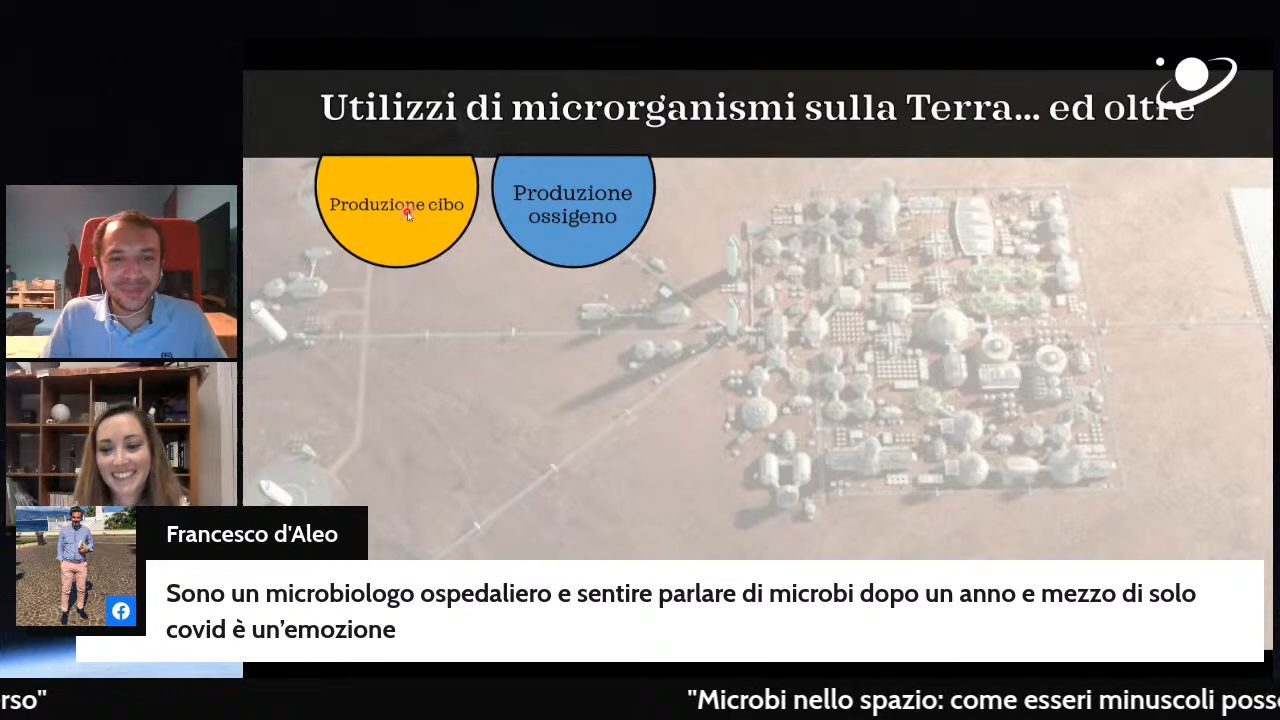 Utilizzi di microrganismi sulla Terra... ed oltre
Produzione cibo
Produzione
ossigeno
Francesco d'Aleo
Sono un microbiologo ospedaliero e sentire parlare di microbi dopo un anno e mezzo di solo
covid è un'emozione
rso" "Microbi nello spazio: come esseri minuscoli poss